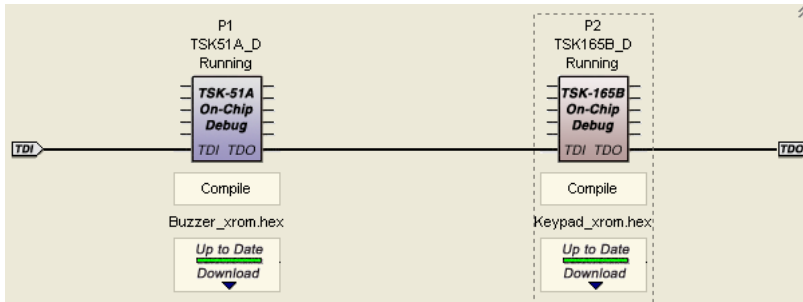 P1
TSK51A_D
Running
TSK-51A
On-Chip
Debug
TDI TDO
Compile
Buzzer_xrom.hex
Up to Date
Download
P2
TSK165B_D
Running
TSK-165B
On-Chip
Debug
TDI TDO
Compile
Keypad_xrom.hex
Up to Date
Download
TDI
TDO